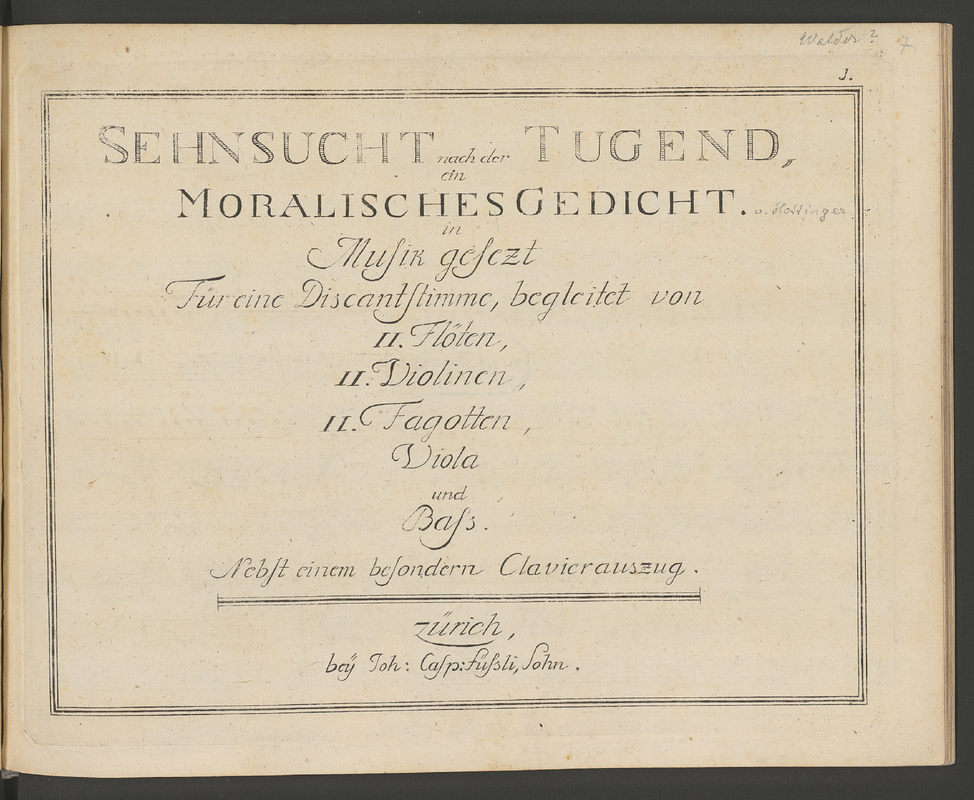 Walder? 7
1.
SEHNSUCHT nach der TUGEND,
ein
MORALISCHES GEDICHT. v. Hottinger
in
Muſik geſezt
Für eine Discantſtimme, begleitet von
II. Flöten,
II. Violinen,
II. Fagotten,
Viola
und
Baſs.
Nebſt einem beſondern Clavierauszug.
Zürich,
beÿ Joh: Caſp: Füſsli, Sohn.